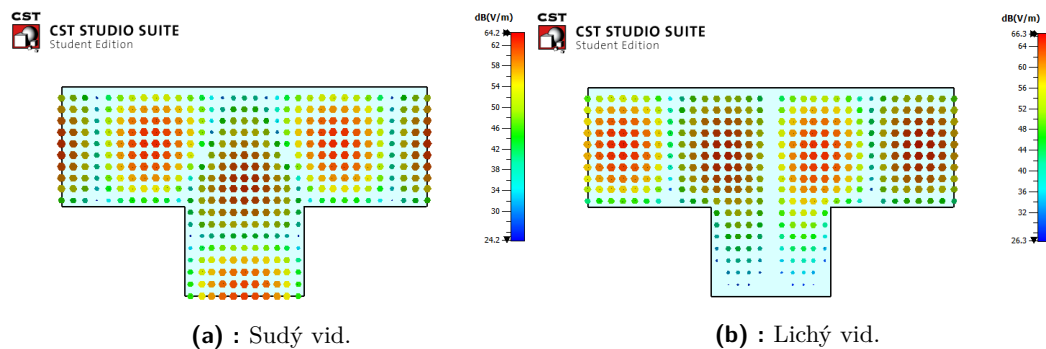 CST
CST STUDIO SUITE
Student Edition
dB(V/m)
64.2
62
58
54
50
46
42
38
34
30
24.2
(a) : Sudý vid.
CST
CST STUDIO SUITE
Student Edition
dB(V/m)
66.3
60
56
52
48
44
40
36
32
26.3
(b) : Lichý vid.